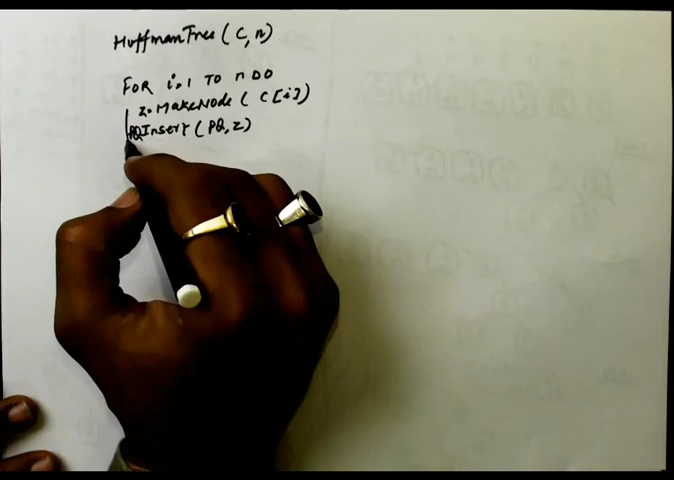 HuffmanTree ( C, n)
FOR i=1 TO n DO
Z= MakeNode ( C [i])
PQInsert ( PQ, Z)